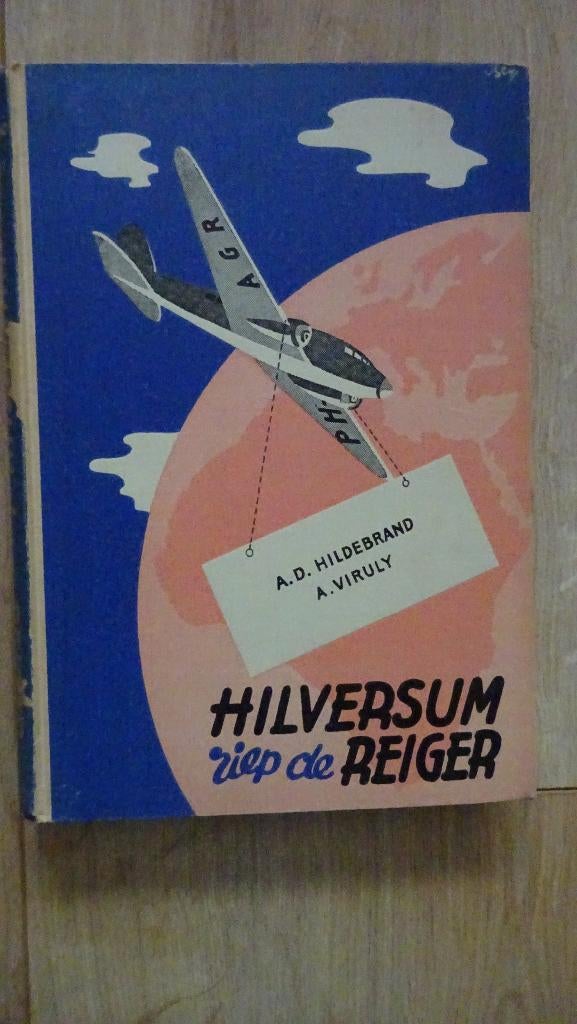 AGR
PH-
A.D. HILDEBRAND
A. VIRULY
HILVERSUM
riep de REIGER